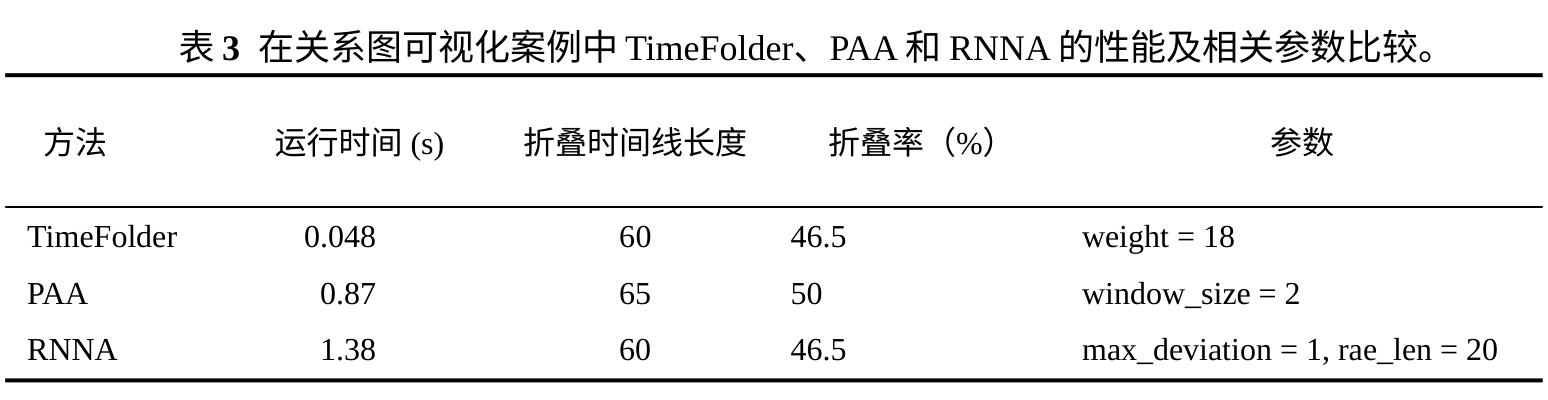 表 3 在关系图可视化案例中 TimeFolder、PAA 和 RNNA 的性能及相关参数比较。
方法 运行时间 (s) 折叠时间线长度 折叠率（%） 参数
TimeFolder 0.048 60 46.5 weight = 18
PAA 0.87 65 50 window_size = 2
RNNA 1.38 60 46.5 max_deviation = 1, rae_len = 20